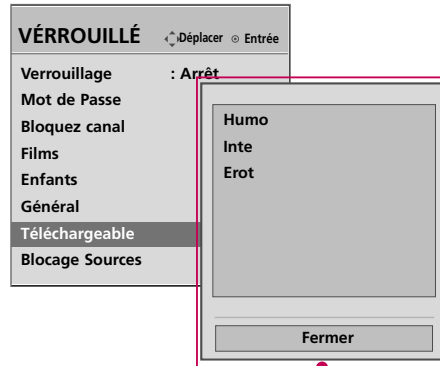 VÉRROUILLÉ Déplacer Entrée
Verrouillage : Arrêt
Mot de Passe
Bloquez canal
Films
Enfants
Général
Téléchargeable
Blocage Sources
Humo
Inte
Erot
Fermer